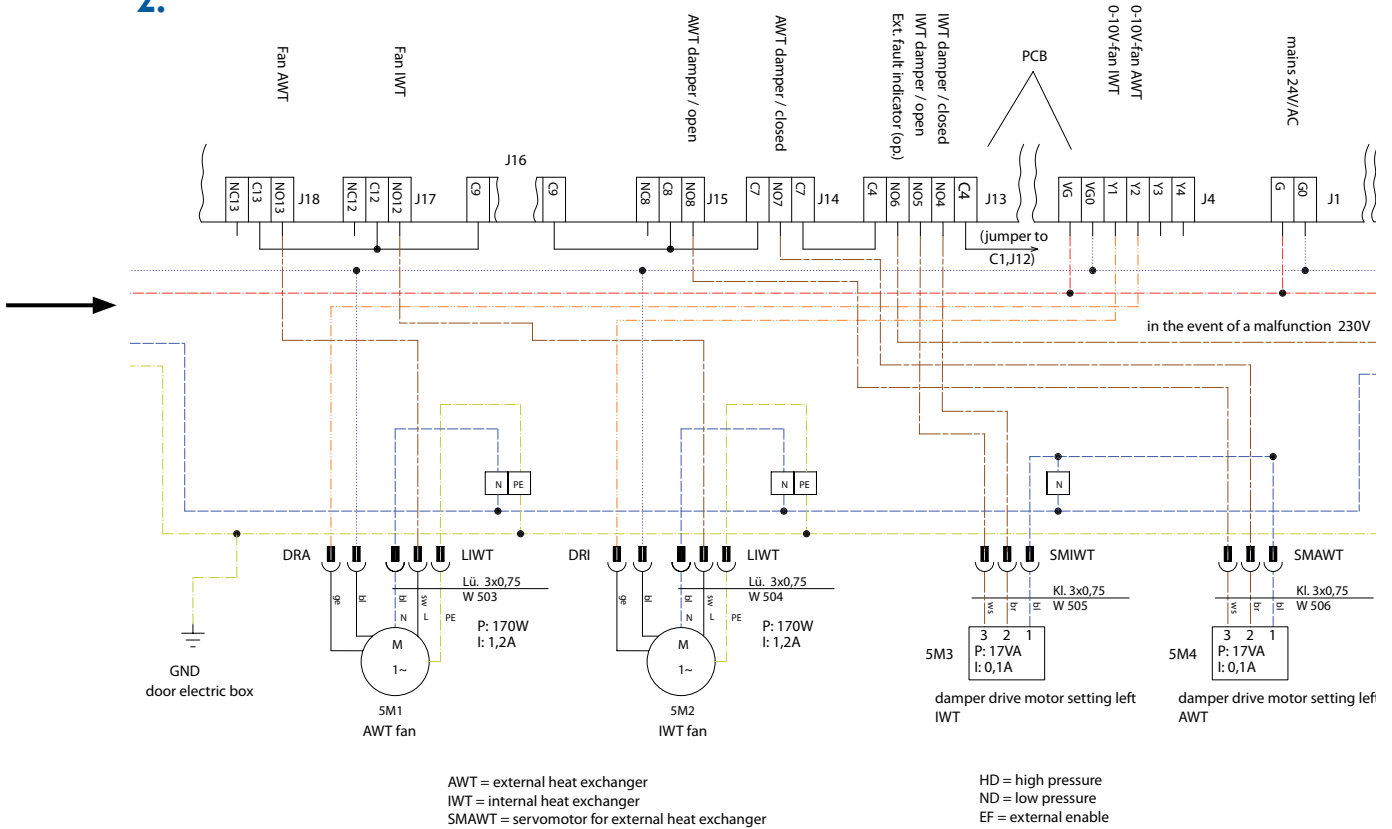 2.
Fan AWT
Fan IWT
AWT damper / open
AWT damper / closed
Ext. fault indicator (op.)
IWT damper / open
IWT damper / closed
PCB
0-10V-fan IWT
0-10V-fan AWT
mains 24V/AC
NC13
C13
NO13
J18
NC12
C12
NO12
J17
J16
C9
C9
NC8
C8
NO8
J15
C7
NO7
C7
J14
C4
NO6
NO5
NO4
C4
J13
VG
VG0
Y1
Y2
Y3
Y4
J4
G
G0
J1
(jumper to
C1,J12)
in the event of a malfunction 230V
N PE
N PE
N
DRA
LIWT
DRI
LIWT
SMIWT
SMAWT
Lü. 3x0,75
W 503
Lü. 3x0,75
W 504
Kl. 3x0,75
W 505
Kl. 3x0,75
W 506
ge
bl
bl
sw
N L PE
ge
bl
bl
sw
N L PE
ws
br
bl
ws
br
bl
P: 170W
I: 1,2A
P: 170W
I: 1,2A
M
1~
M
1~
3 2 1
P: 17VA
I: 0,1A
5M3
3 2 1
P: 17VA
I: 0,1A
5M4
GND
door electric box
5M1
AWT fan
5M2
IWT fan
damper drive motor setting left
IWT
damper drive motor setting left
AWT
AWT = external heat exchanger
IWT = internal heat exchanger
SMAWT = servomotor for external heat exchanger
HD = high pressure
ND = low pressure
EF = external enable